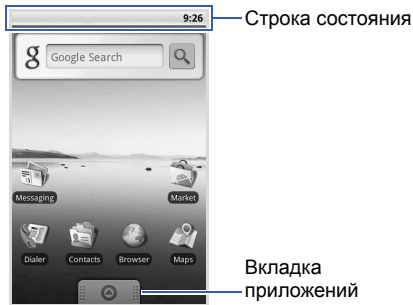 9:26
Строка состояния
g Google Search
Messaging
Market
Dialer
Contacts
Browser
Maps
Вкладка
приложений